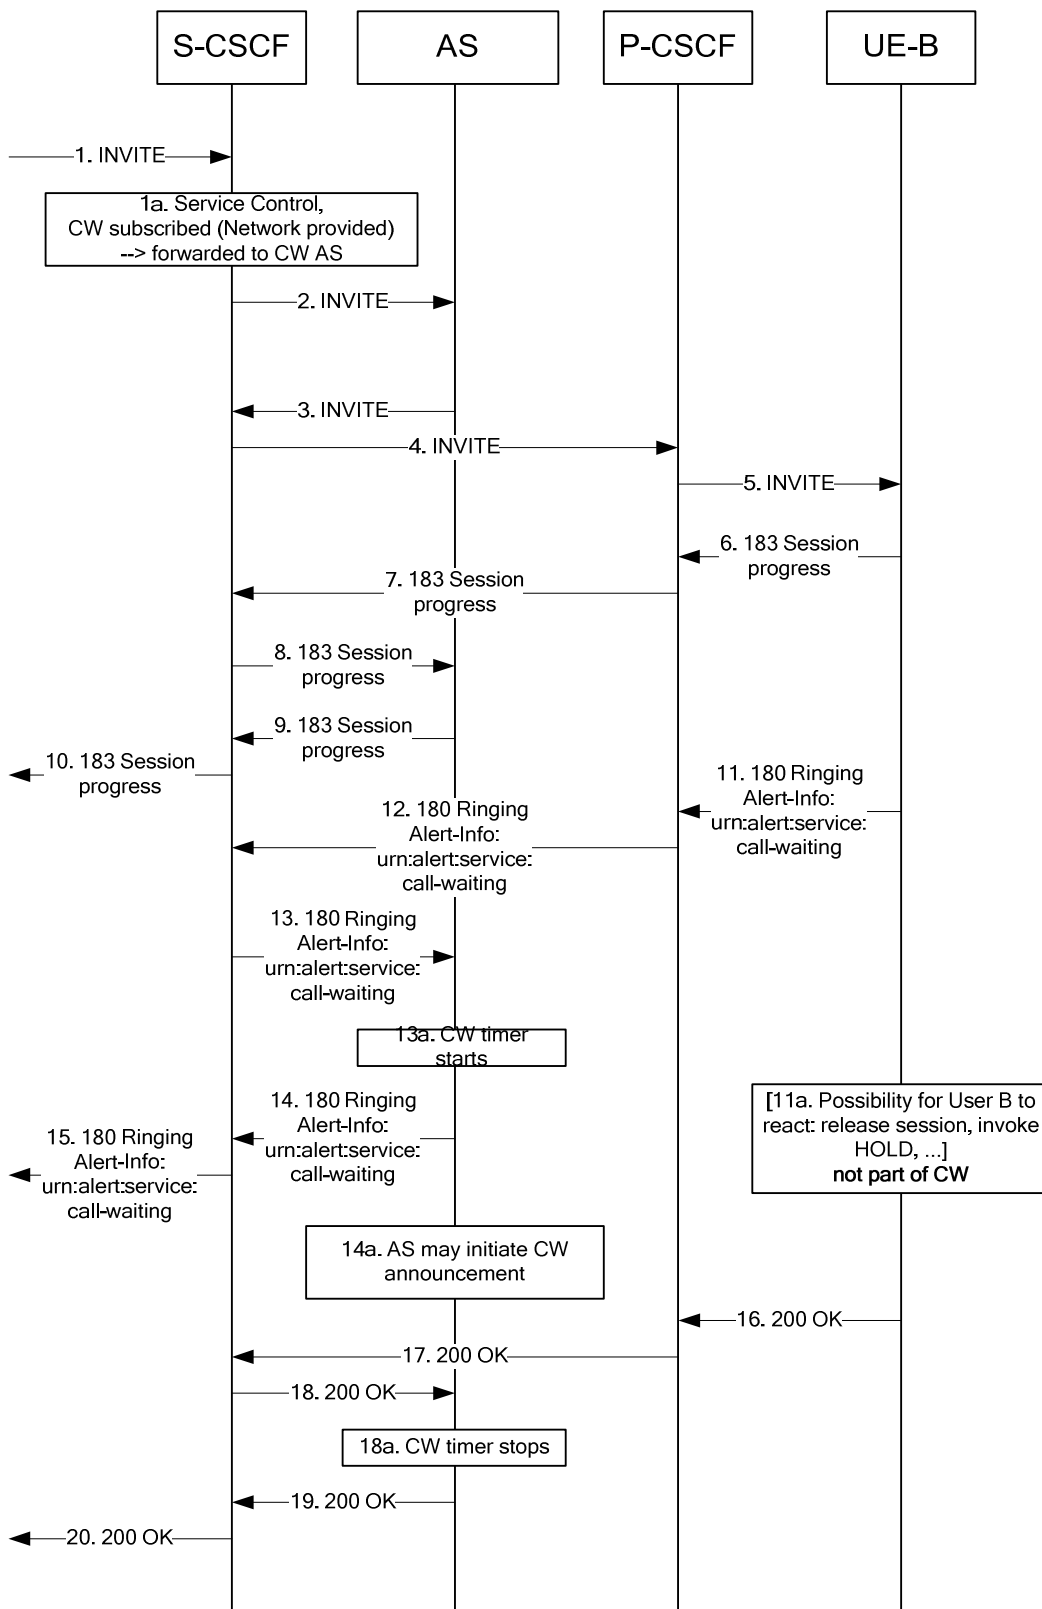 S-CSCF
AS
P-CSCF
UE-B
1. INVITE
1a. Service Control,
CW subscribed (Network provided)
--> forwarded to CW AS
2. INVITE
3. INVITE
4. INVITE
5. INVITE
6. 183 Session
progress
7. 183 Session
progress
8. 183 Session
progress
9. 183 Session
progress
10. 183 Session
progress
11. 180 Ringing
Alert-Info:
urn:alert:service:
call-waiting
12. 180 Ringing
Alert-Info:
urn:alert:service:
call-waiting
13. 180 Ringing
Alert-Info:
urn:alert:service:
call-waiting
13a. CW timer
starts
[11a. Possibility for User B to
react: release session, invoke
HOLD, ...]
not part of CW
14. 180 Ringing
Alert-Info:
urn:alert:service:
call-waiting
15. 180 Ringing
Alert-Info:
urn:alert:service:
call-waiting
14a. AS may initiate CW
announcement
16. 200 OK
17. 200 OK
18. 200 OK
18a. CW timer stops
19. 200 OK
20. 200 OK